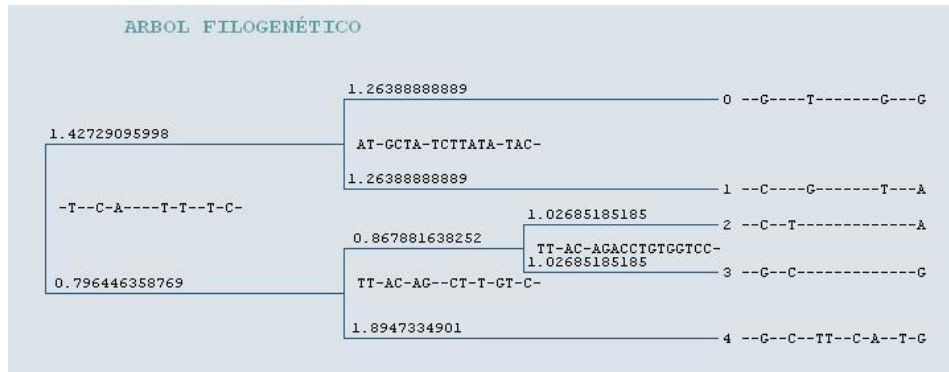 ARBOL FILOGENÉTICO
1.26388888889
0 --G----T-------G---G
1.42729095998
AT-GCTA-TCTTATA-TAC-
1.26388888889
1 --C----G-------T---A
-T--C-A----T-T--T-C-
1.02685185185
2 --C--T-------------A
0.867881638252
TT-AC-AGACCTGTGGTCC-
1.02685185185
3 --G--C-------------G
0.796446358769
TT-AC-AG--CT-T-GT-C-
1.8947334901
4 --G--C--TT--C-A--T-G